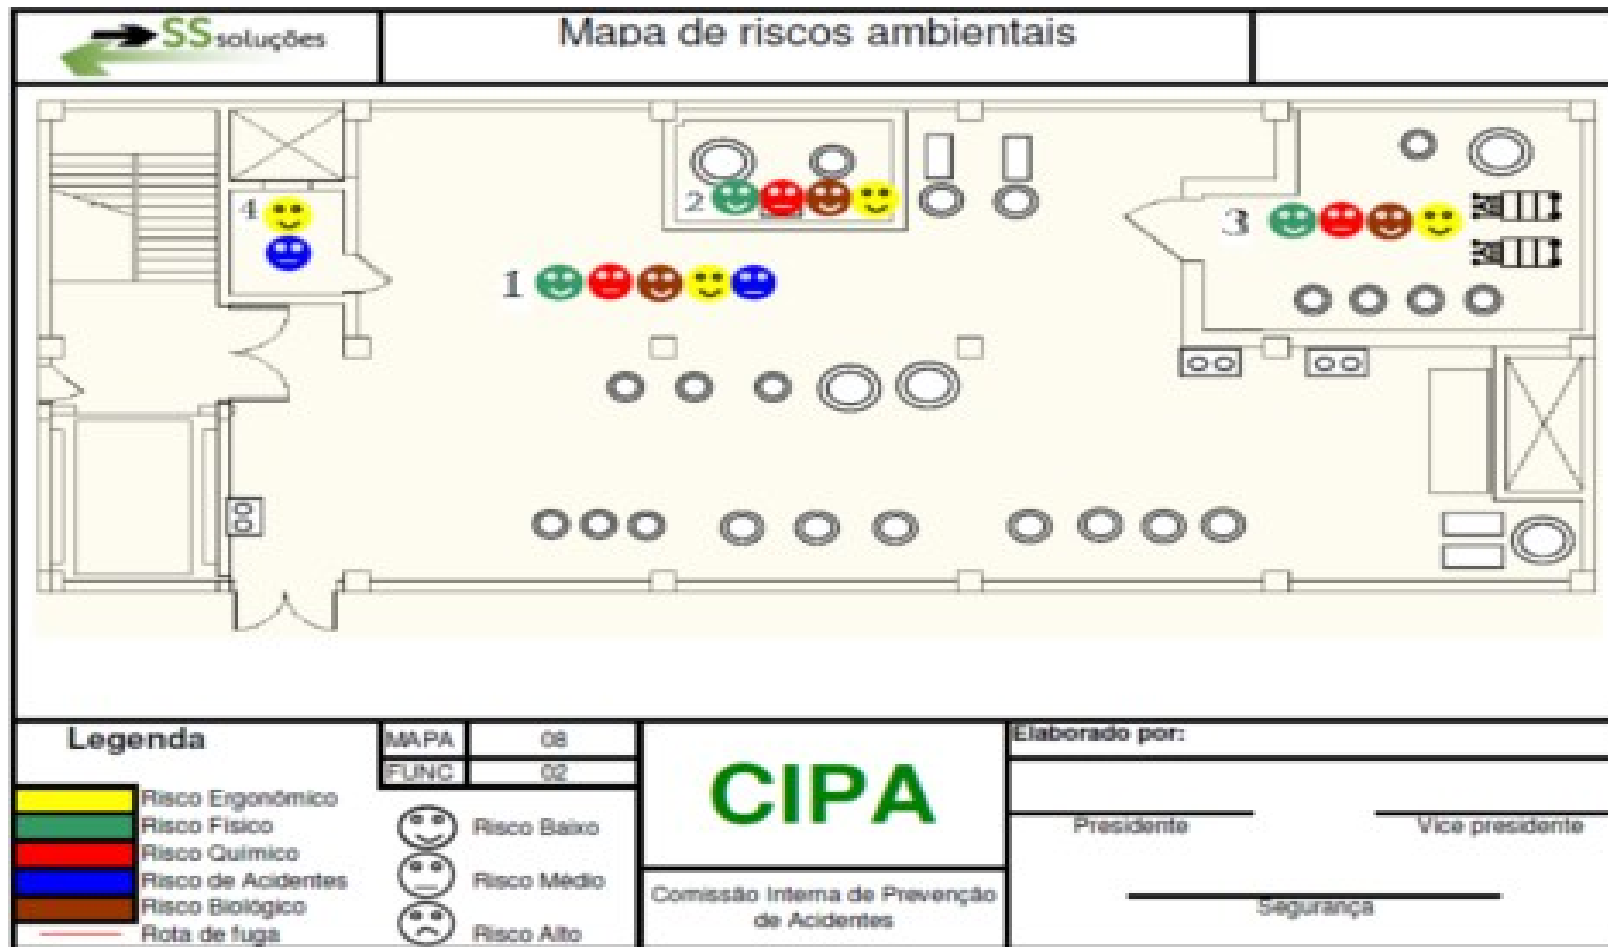 SS soluções
Mapa de riscos ambientais
4
2
3
1
Legenda
Risco Ergonômico
Risco Físico
Risco Químico
Risco de Acidentes
Risco Biológico
Rota de fuga
MAPA 08
FUNC 02
Risco Baixo
Risco Médio
Risco Alto
CIPA
Comissão Interna de Prevenção
de Acidentes
Elaborado por:
Presidente
Vice presidente
Segurança